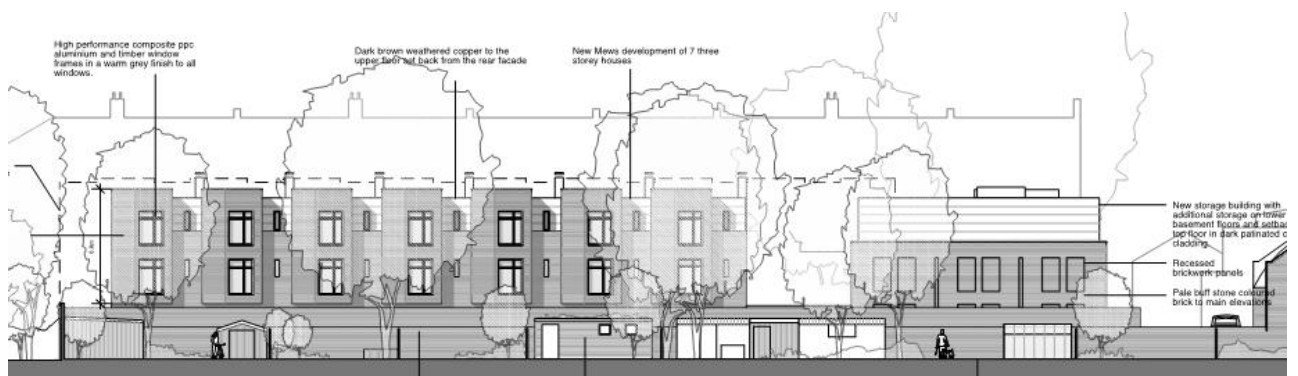 High performance composite ppc
aluminium and timber window
frames in a warm grey finish to all
windows.
Dark brown weathered copper to the
upper floor set back from the rear facade
New Mews development of 7 three
storey houses
New storage building with
additional storage on lower
basement floors and setba
top floor in dark patinated c
cladding
Recessed
brickwork panels
Pale buff stone coloured
brick to main elevations